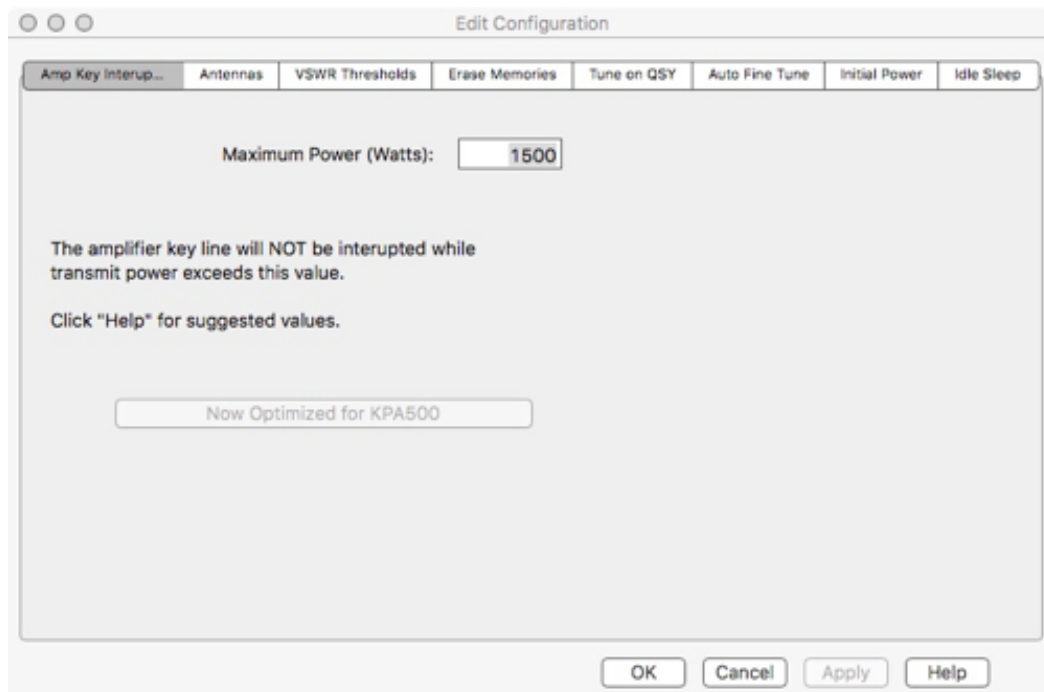 Edit Configuration
Amp Key Interup... Antennas VSWR Thresholds Erase Memories Tune on QSY Auto Fine Tune Initial Power Idle Sleep
Maximum Power (Watts): 1500
The amplifier key line will NOT be interupted while
transmit power exceeds this value.
Click "Help" for suggested values.
Now Optimized for KPA500
OK Cancel Apply Help